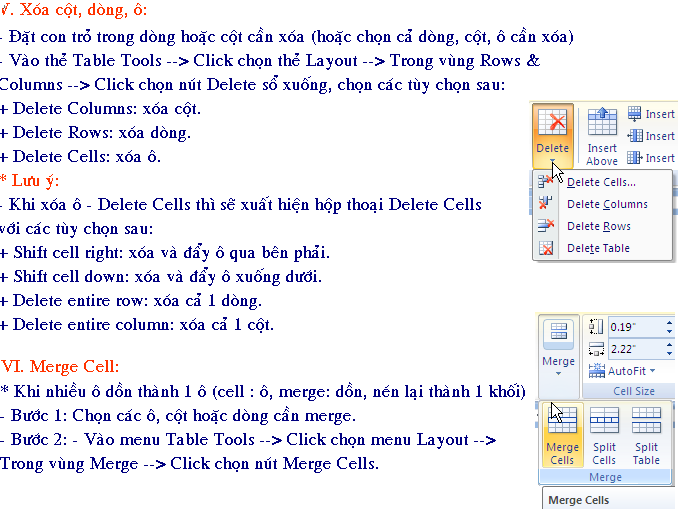 V. Xóa cột, dòng, ô:
- Đặt con trỏ trong dòng hoặc cột cần xóa (hoặc chọn cả dòng, cột, ô cần xóa)
- Vào thẻ Table Tools --> Click chọn thẻ Layout --> Trong vùng Rows &
Columns --> Click chọn nút Delete sổ xuống, chọn các tùy chọn sau:
+ Delete Columns: xóa cột.
+ Delete Rows: xóa dòng.
+ Delete Cells: xóa ô.
* Lưu ý:
- Khi xóa ô - Delete Cells thì sẽ xuất hiện hộp thoại Delete Cells
với các tùy chọn sau:
+ Shift cell right: xóa và đẩy ô qua bên phải.
+ Shift cell down: xóa và đẩy ô xuống dưới.
+ Delete entire row: xóa cả 1 dòng.
+ Delete entire column: xóa cả 1 cột.
Delete
Insert
Above
Insert
Insert
Insert
Delete Cells...
Delete Columns
Delete Rows
Delete Table
VI. Merge Cell:
* Khi nhiều ô dồn thành 1 ô (cell : ô, merge: dồn, nén lại thành 1 khối)
- Bước 1: Chọn các ô, cột hoặc dòng cần merge.
- Bước 2: - Vào menu Table Tools --> Click chọn menu Layout -->
Trong vùng Merge --> Click chọn nút Merge Cells.
Merge
0.19"
2.22"
AutoFit
Cell Size
Merge
Cells
Split
Cells
Split
Table
Merge
Merge Cells